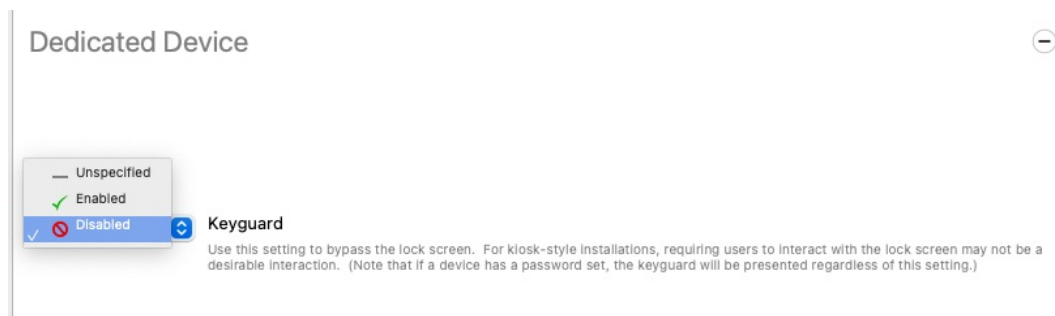 Dedicated Device
Unspecified
Enabled
Disabled
Keyguard
Use this setting to bypass the lock screen. For kiosk-style installations, requiring users to interact with the lock screen may not be a
desirable interaction. (Note that if a device has a password set, the keyguard will be presented regardless of this setting.)